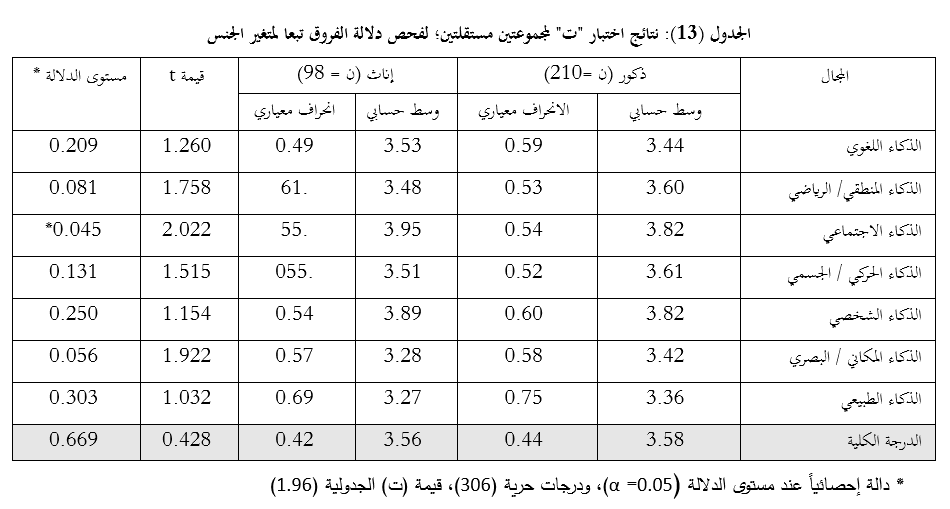 الجدول (13): نتائج اختبار "ت" لمجموعتين مستقلتين؛ لفحص دلالة الفروق تبعا لمتغير الجنس
المجال ذكور (ن =210) إناث (ن = 98) قيمة t مستوى الدلالة *
وسط حسابي الانحراف معياري وسط حسابي انحراف معياري
الذكاء اللغوي 3.44 0.59 3.53 0.49 1.260 0.209
الذكاء المنطقي/ الرياضي 3.60 0.53 3.48 61. 1.758 0.081
الذكاء الاجتماعي 3.82 0.54 3.95 55. 2.022 0.045*
الذكاء الحركي / الجسمي 3.61 0.52 3.51 055. 1.515 0.131
الذكاء الشخصي 3.82 0.60 3.89 0.54 1.154 0.250
الذكاء المكاني / البصري 3.42 0.58 3.28 0.57 1.922 0.056
الذكاء الطبيعي 3.36 0.75 3.27 0.69 1.032 0.303
الدرجة الكلية 3.58 0.44 3.56 0.42 0.428 0.669
* دالة إحصائياً عند مستوى الدلالة (α =0.05)، ودرجات حرية (306)، قيمة (ت) الجدولية (1.96)